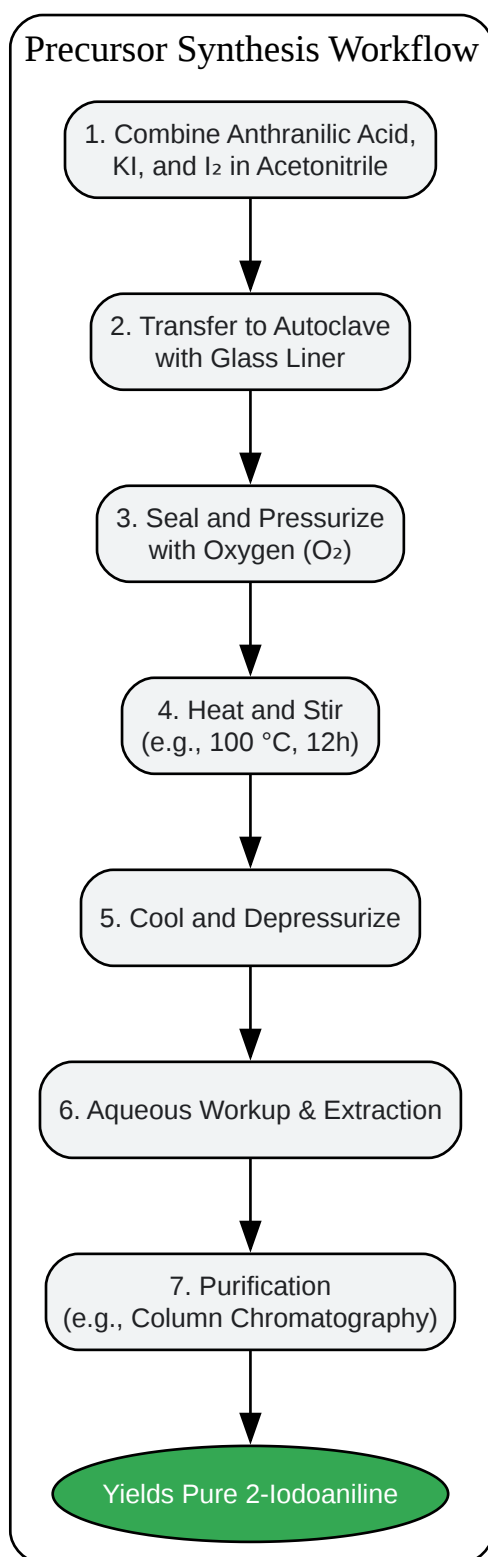 Precursor Synthesis Workflow
1. Combine Anthranilic Acid,
KI, and I₂ in Acetonitrile
2. Transfer to Autoclave
with Glass Liner
3. Seal and Pressurize
with Oxygen (O₂)
4. Heat and Stir
(e.g., 100 °C, 12h)
5. Cool and Depressurize
6. Aqueous Workup & Extraction
7. Purification
(e.g., Column Chromatography)
Yields Pure 2-Iodoaniline